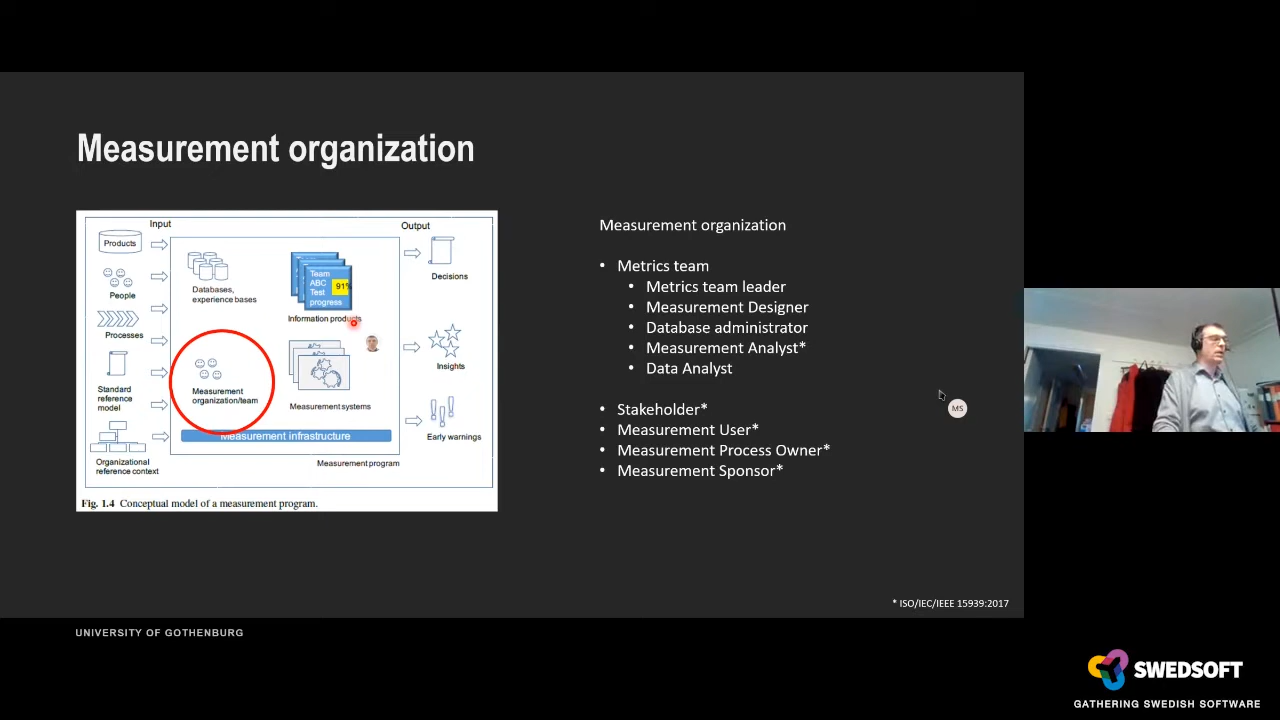 Measurement organization
Input
Output
Products
People
Processes
Standard
reference
model
Organizational
reference context
Databases,
experience bases
Team
ABC
Test
progress
91%
Information products
Measurement
organization/team
Measurement systems
Measurement infrastructure
Measurement program
Decisions
Insights
Early warnings
Fig. 1.4 Conceptual model of a measurement program.
Measurement organization
• Metrics team
• Metrics team leader
• Measurement Designer
• Database administrator
• Measurement Analyst*
• Data Analyst
• Stakeholder*
• Measurement User*
• Measurement Process Owner*
• Measurement Sponsor*
MS
* ISO/IEC/IEEE 15939:2017
UNIVERSITY OF GOTHENBURG
SWEDSOFT
GATHERING SWEDISH SOFTWARE